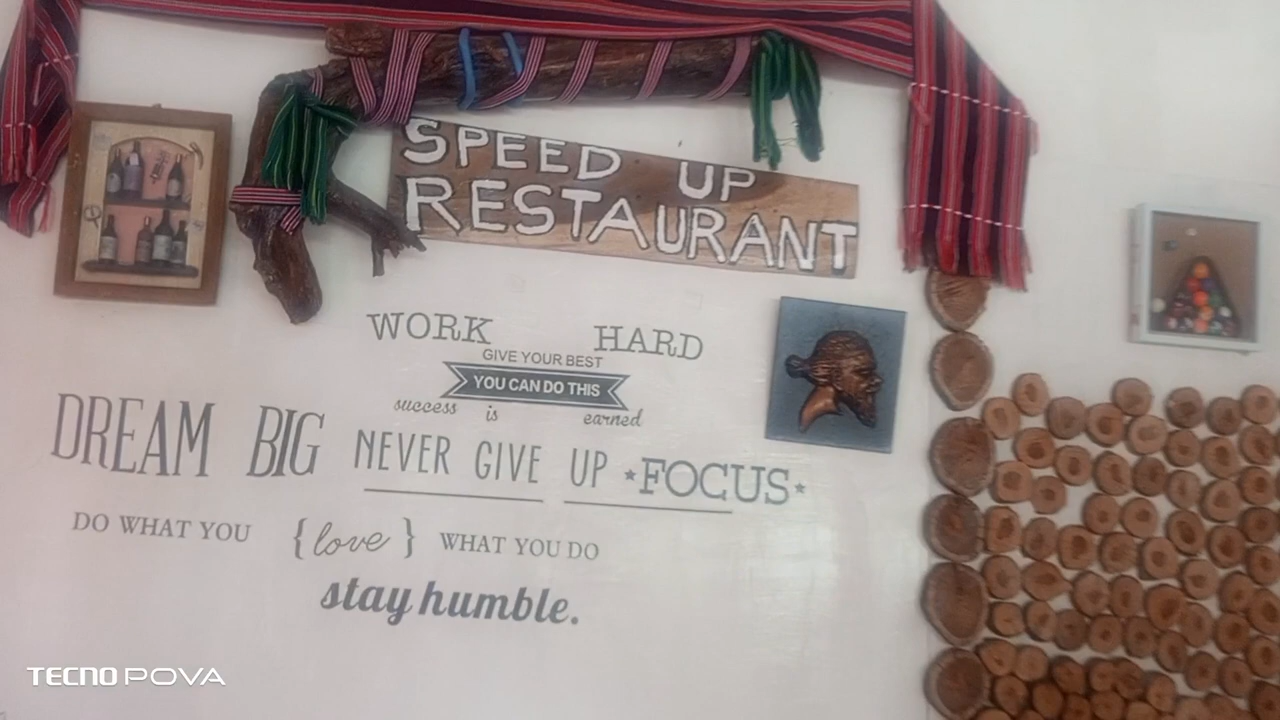 SPEED UP
RESTAURANT
WORK HARD
GIVE YOUR BEST
YOU CAN DO THIS
success is earned
DREAM BIG NEVER GIVE UP *FOCUS*
DO WHAT YOU {love} WHAT YOU DO
stay humble.
TECNO POVA